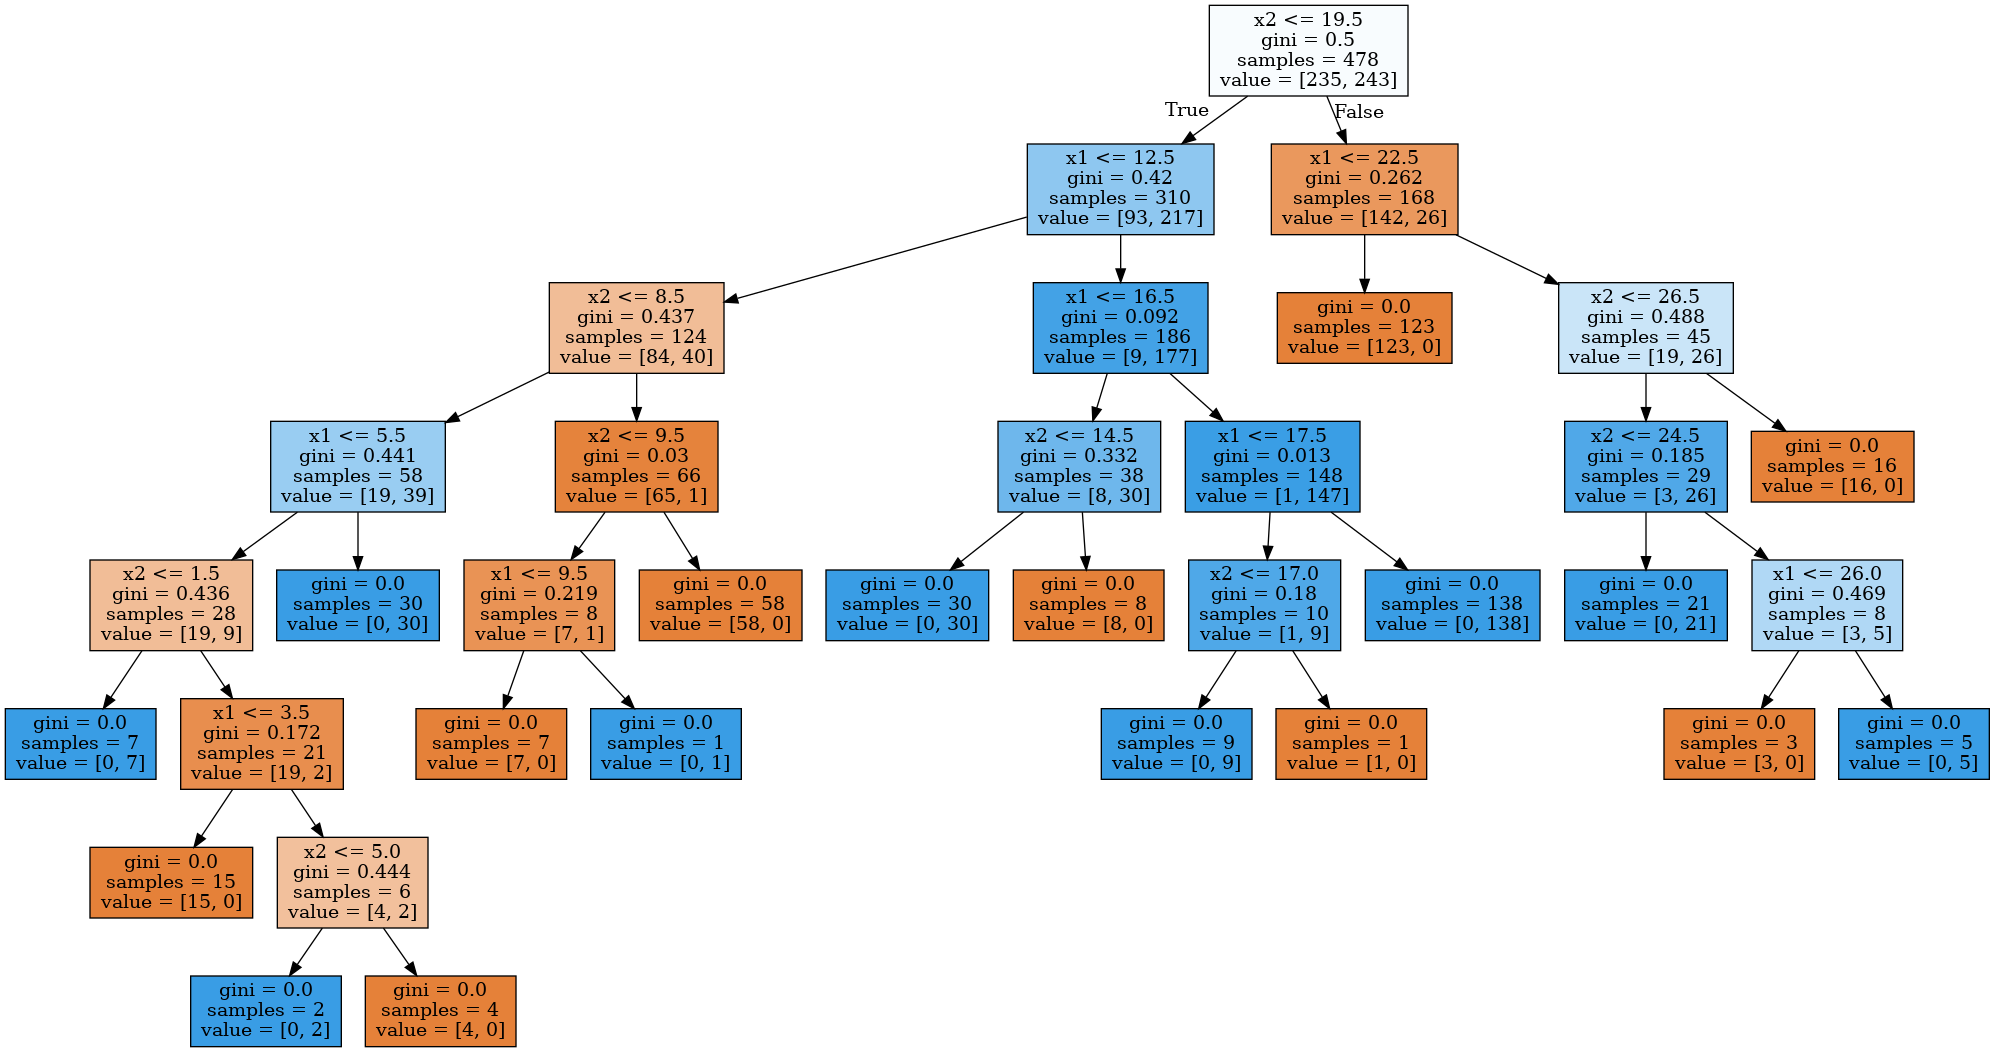 x2 <= 19.5
gini = 0.5
samples = 478
value = [235, 243]
True
False
x1 <= 12.5
gini = 0.42
samples = 310
value = [93, 217]
x1 <= 22.5
gini = 0.262
samples = 168
value = [142, 26]
x2 <= 8.5
gini = 0.437
samples = 124
value = [84, 40]
x1 <= 16.5
gini = 0.092
samples = 186
value = [9, 177]
gini = 0.0
samples = 123
value = [123, 0]
x2 <= 26.5
gini = 0.488
samples = 45
value = [19, 26]
x1 <= 5.5
gini = 0.441
samples = 58
value = [19, 39]
x2 <= 9.5
gini = 0.03
samples = 66
value = [65, 1]
x2 <= 14.5
gini = 0.332
samples = 38
value = [8, 30]
x1 <= 17.5
gini = 0.013
samples = 148
value = [1, 147]
x2 <= 24.5
gini = 0.185
samples = 29
value = [3, 26]
gini = 0.0
samples = 16
value = [16, 0]
x2 <= 1.5
gini = 0.436
samples = 28
value = [19, 9]
gini = 0.0
samples = 30
value = [0, 30]
x1 <= 9.5
gini = 0.219
samples = 8
value = [7, 1]
gini = 0.0
samples = 58
value = [58, 0]
gini = 0.0
samples = 30
value = [0, 30]
gini = 0.0
samples = 8
value = [8, 0]
x2 <= 17.0
gini = 0.18
samples = 10
value = [1, 9]
gini = 0.0
samples = 138
value = [0, 138]
gini = 0.0
samples = 21
value = [0, 21]
x1 <= 26.0
gini = 0.469
samples = 8
value = [3, 5]
gini = 0.0
samples = 7
value = [0, 7]
x1 <= 3.5
gini = 0.172
samples = 21
value = [19, 2]
gini = 0.0
samples = 7
value = [7, 0]
gini = 0.0
samples = 1
value = [0, 1]
gini = 0.0
samples = 9
value = [0, 9]
gini = 0.0
samples = 1
value = [1, 0]
gini = 0.0
samples = 3
value = [3, 0]
gini = 0.0
samples = 5
value = [0, 5]
gini = 0.0
samples = 15
value = [15, 0]
x2 <= 5.0
gini = 0.444
samples = 6
value = [4, 2]
gini = 0.0
samples = 2
value = [0, 2]
gini = 0.0
samples = 4
value = [4, 0]